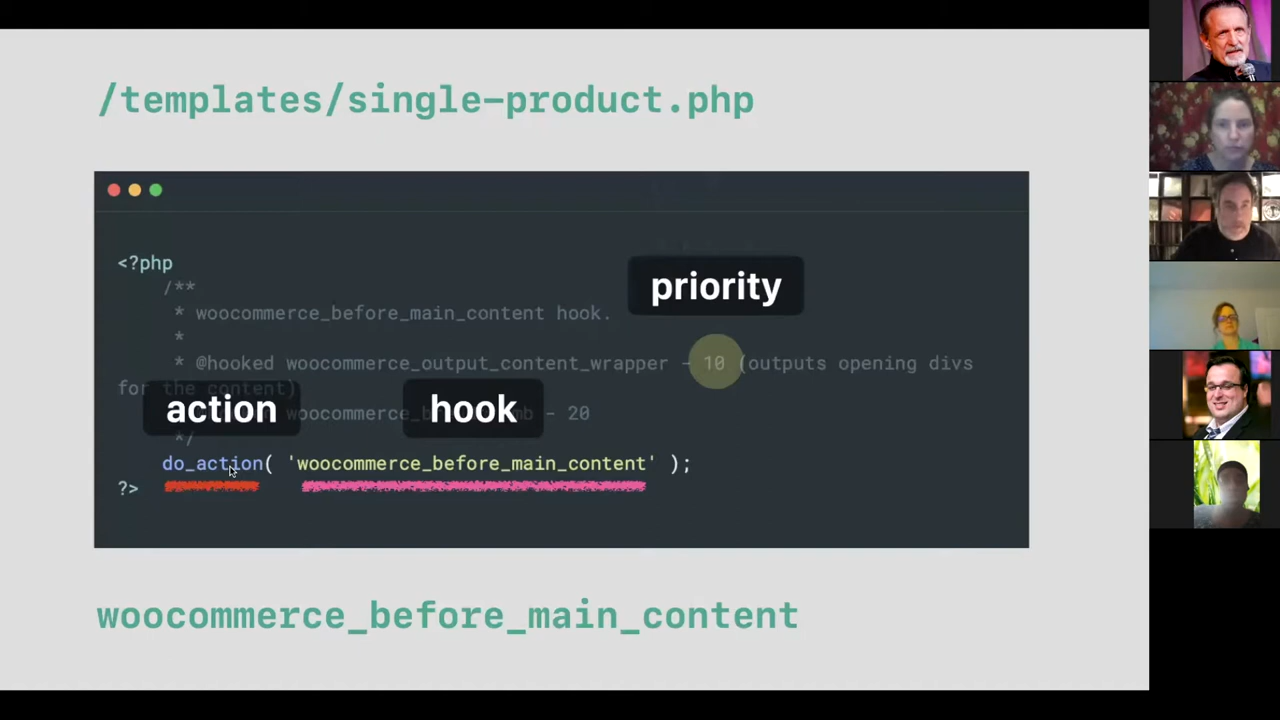 /templates/single-product.php
<?php
/**
priority
* woocommerce_before_main_content hook.
*
* @hooked woocommerce_output_content_wrapper - 10 (outputs opening divs
for the content)
action
hook
- 20
*/
do_action( 'woocommerce_before_main_content' );
?>
woocommerce_before_main_content